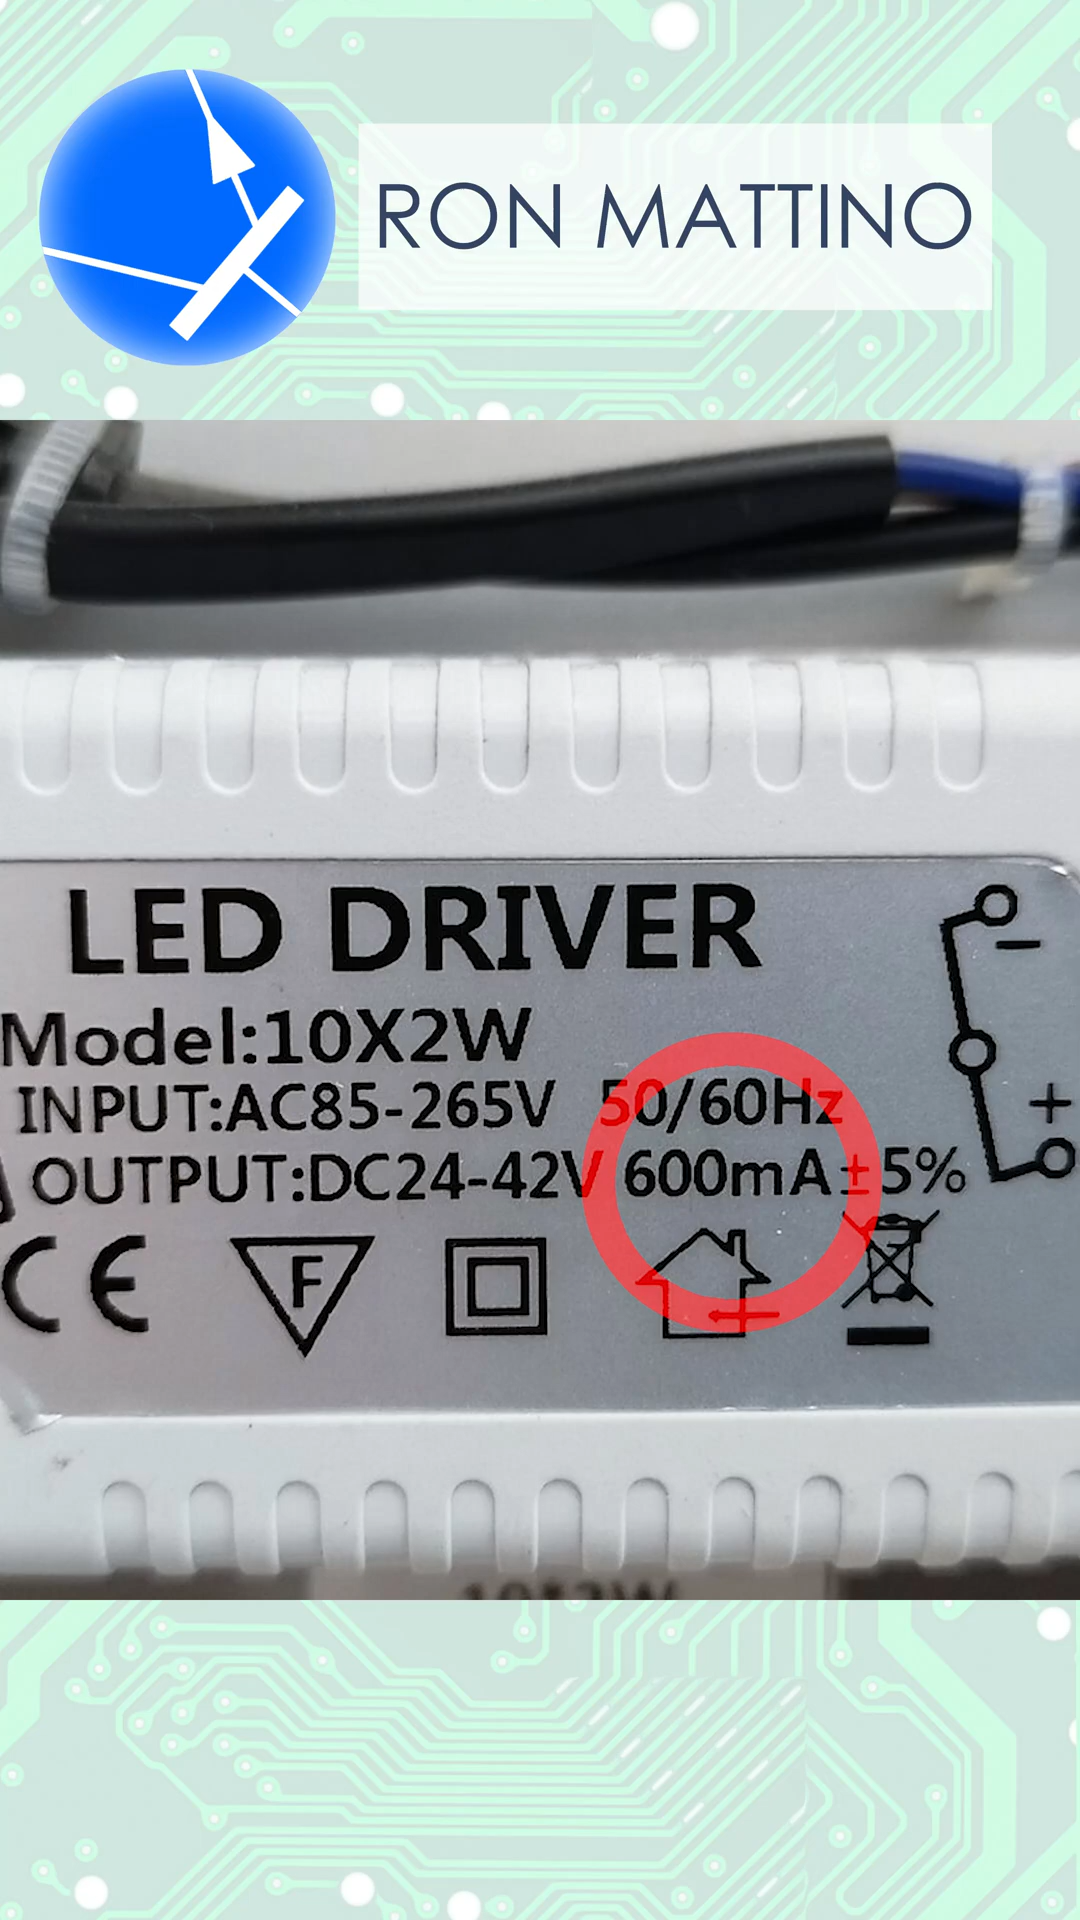 RON MATTINO
LED DRIVER
Model:10X2W
INPUT:AC85-265V 50/60Hz
OUTPUT:DC24-42V 600mA±5%
CE F